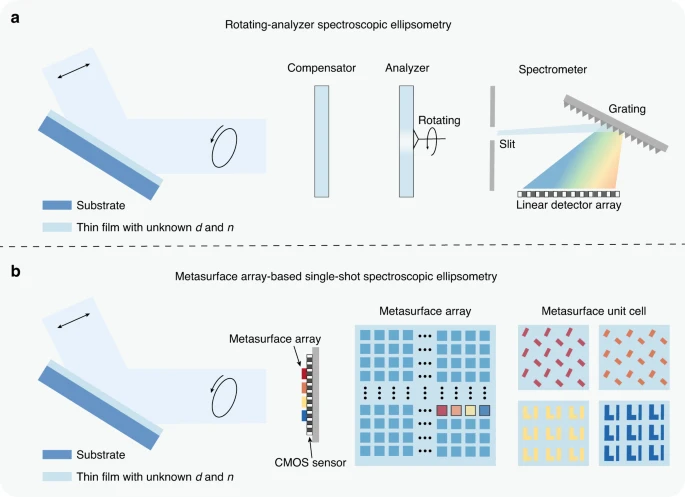 a
Rotating-analyzer spectroscopic ellipsometry
Compensator
Analyzer
Spectrometer
Rotating
Grating
Slit
Linear detector array
Substrate
Thin film with unknown d and n
b
Metasurface array-based single-shot spectroscopic ellipsometry
Metasurface array
Metasurface array
Metasurface unit cell
CMOS sensor
Substrate
Thin film with unknown d and n